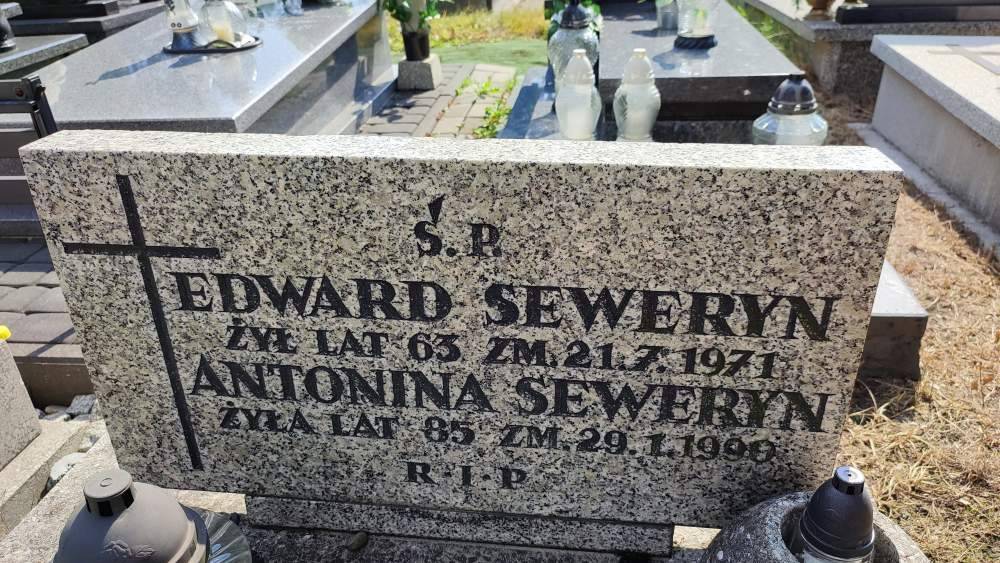 Ś.P.
EDWARD SEWERYN
ŻYŁ LAT 63 ZM. 21.7.1971
ANTONINA SEWERYN
ŻYŁA LAT 85 ZM. 29.1.1990
R.I.P